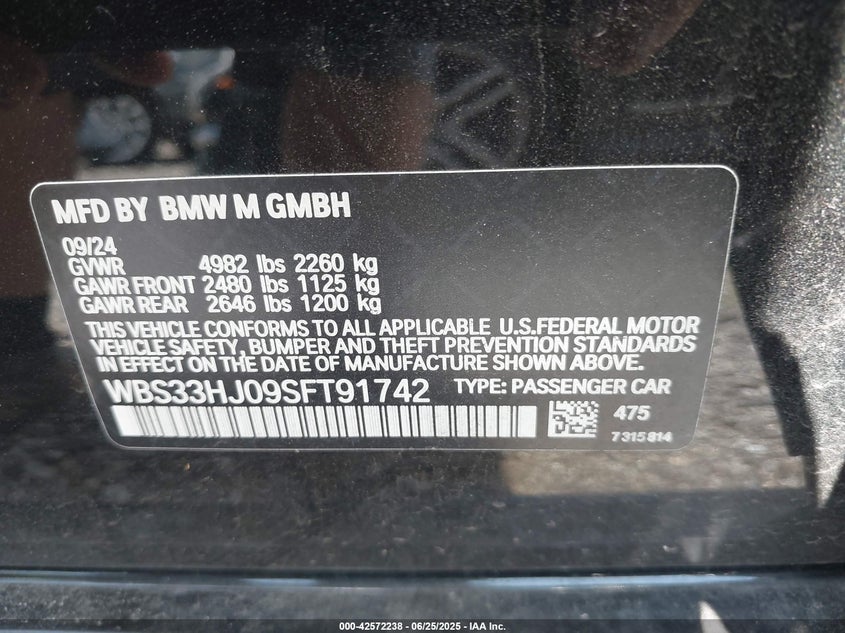 MFD BY BMW M GMBH
09/24
GVWR 4982 lbs 2260 kg
GAWR FRONT 2480 lbs 1125 kg
GAWR REAR 2646 lbs 1200 kg
THIS VEHICLE CONFORMS TO ALL APPLICABLE U.S.FEDERAL MOTOR
VEHICLE SAFETY, BUMPER AND THEFT PREVENTION STANDARDS
IN EFFECT ON THE DATE OF MANUFACTURE SHOWN ABOVE.
WBS33HJ09SFT91742 TYPE: PASSENGER CAR
475
7315814
000-42572238 - 06/25/2025 - IAA Inc.